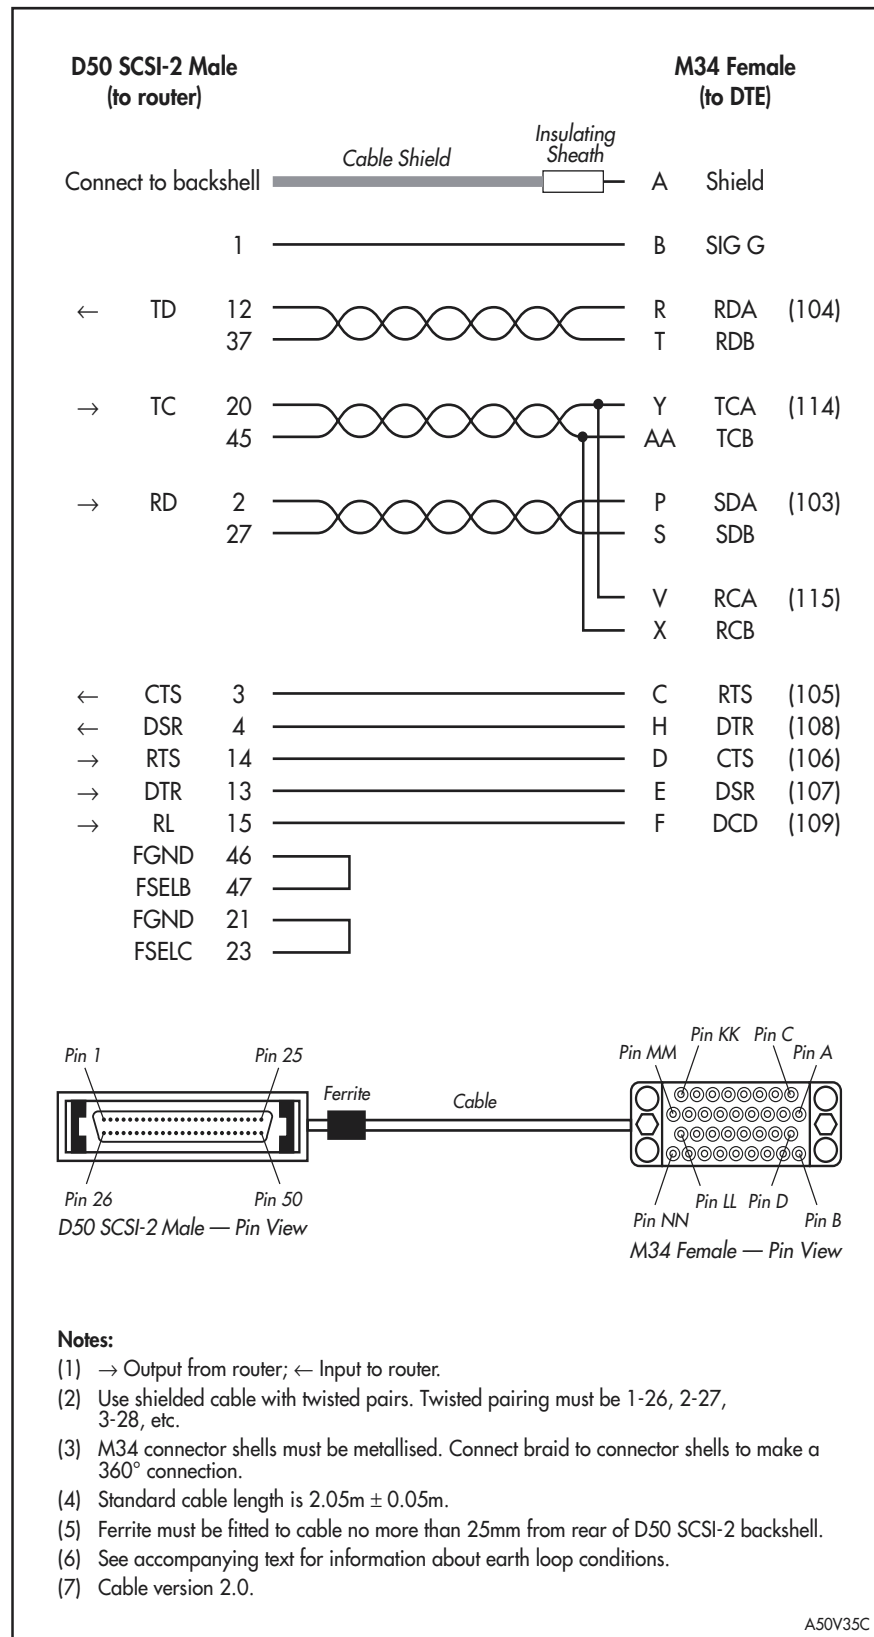 D50 SCSI-2 Male
(to router)
M34 Female
(to DTE)
Cable Shield
Insulating
Sheath
Connect to backshell A Shield
1 B SIG G
← TD 12 R RDA (104)
37 T RDB
→ TC 20 Y TCA (114)
45 AA TCB
→ RD 2 P SDA (103)
27 S SDB
V RCA (115)
X RCB
← CTS 3 C RTS (105)
← DSR 4 H DTR (108)
→ RTS 14 D CTS (106)
→ DTR 13 E DSR (107)
→ RL 15 F DCD (109)
FGND 46
FSELB 47
FGND 21
FSELC 23
Pin 1 Pin 25
Ferrite
Cable
Pin 26 Pin 50
D50 SCSI-2 Male — Pin View
Pin KK Pin C
Pin MM Pin A
Pin LL Pin D
Pin NN Pin B
M34 Female — Pin View
Notes:
(1) → Output from router; ← Input to router.
(2) Use shielded cable with twisted pairs. Twisted pairing must be 1-26, 2-27,
3-28, etc.
(3) M34 connector shells must be metallised. Connect braid to connector shells to make a
360° connection.
(4) Standard cable length is 2.05m ± 0.05m.
(5) Ferrite must be fitted to cable no more than 25mm from rear of D50 SCSI-2 backshell.
(6) See accompanying text for information about earth loop conditions.
(7) Cable version 2.0.
A50V35C